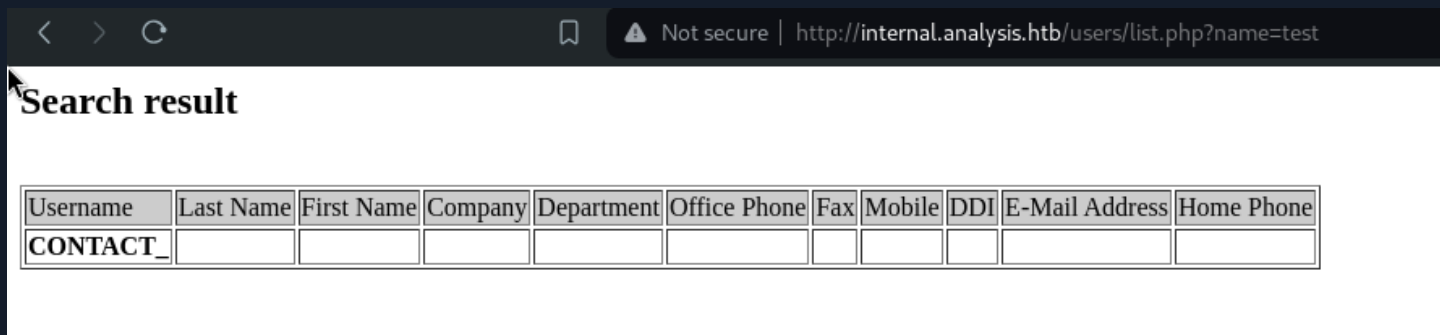 Not secure http://internal.analysis.htb/users/list.php?name=test
Search result
Username Last Name First Name Company Department Office Phone Fax Mobile DDI E-Mail Address Home Phone
CONTACT_